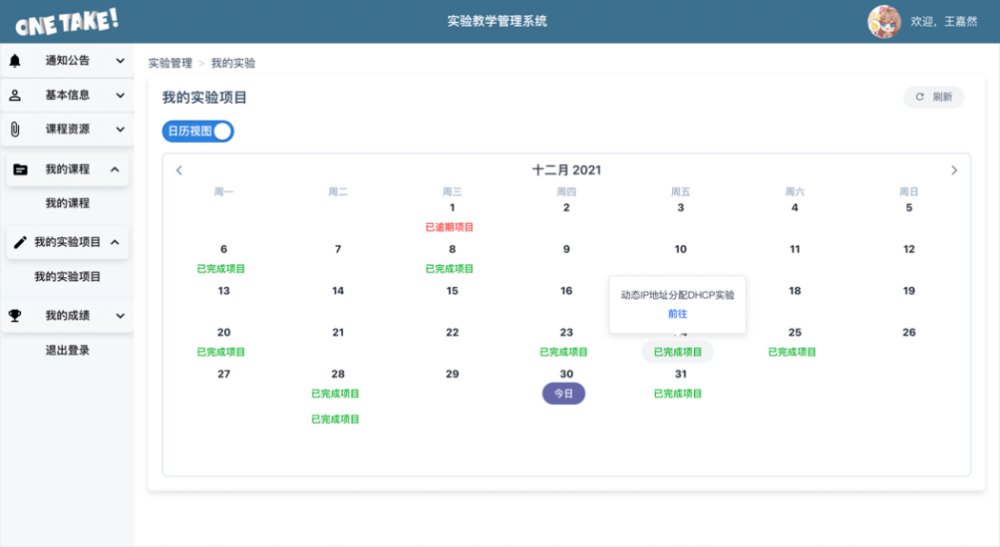 ONE TAKE!
实验教学管理系统
欢迎，王嘉然
通知公告
基本信息
课程资源
我的课程
我的课程
我的实验项目
我的实验项目
我的成绩
退出登录
实验管理 > 我的实验
我的实验项目
刷新
日历视图
十二月 2021
周一 周二 周三 周四 周五 周六 周日
1 2 3 4 5
已逾期项目
6 7 8 9 10 11 12
已完成项目 已完成项目
动态IP地址分配DHCP实验
前往
13 14 15 16 18 19
20 21 22 23 25 26
已完成项目 已完成项目 已完成项目 已完成项目
27 28 29 30 31
已完成项目 今日 已完成项目
已完成项目